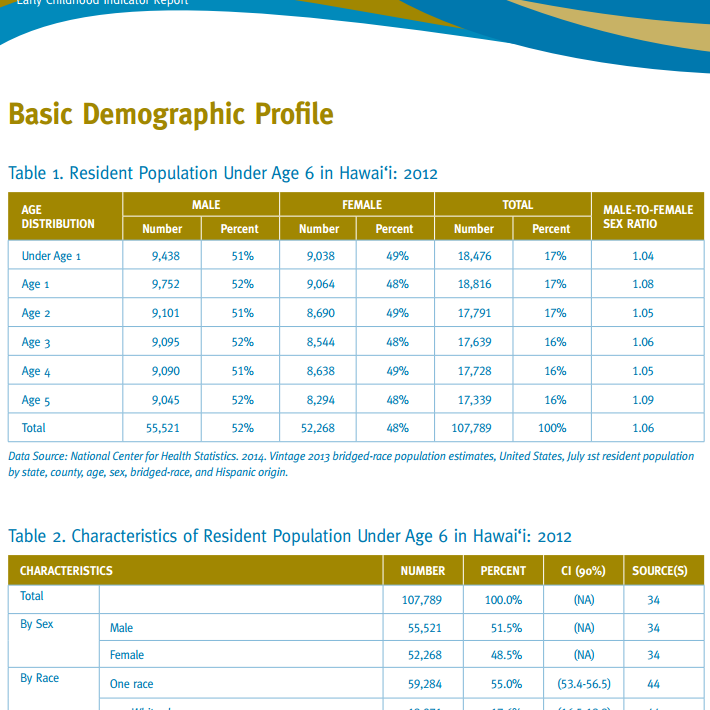 Early Childhood Indicator Report
Basic Demographic Profile
Table 1. Resident Population Under Age 6 in Hawai‘i: 2012
AGE DISTRIBUTION MALE FEMALE TOTAL MALE-TO-FEMALE SEX RATIO
Number Percent Number Percent Number Percent
Under Age 1 9,438 51% 9,038 49% 18,476 17% 1.04
Age 1 9,752 52% 9,064 48% 18,816 17% 1.08
Age 2 9,101 51% 8,690 49% 17,791 17% 1.05
Age 3 9,095 52% 8,544 48% 17,639 16% 1.06
Age 4 9,090 51% 8,638 49% 17,728 16% 1.05
Age 5 9,045 52% 8,294 48% 17,339 16% 1.09
Total 55,521 52% 52,268 48% 107,789 100% 1.06
Data Source: National Center for Health Statistics. 2014. Vintage 2013 bridged-race population estimates, United States, July 1st resident population
by state, county, age, sex, bridged-race, and Hispanic origin.
Table 2. Characteristics of Resident Population Under Age 6 in Hawai‘i: 2012
CHARACTERISTICS NUMBER PERCENT CI (90%) SOURCE(S)
Total 107,789 100.0% (NA) 34
By Sex Male 55,521 51.5% (NA) 34
Female 52,268 48.5% (NA) 34
By Race One race 59,284 55.0% (53.4-56.5) 44